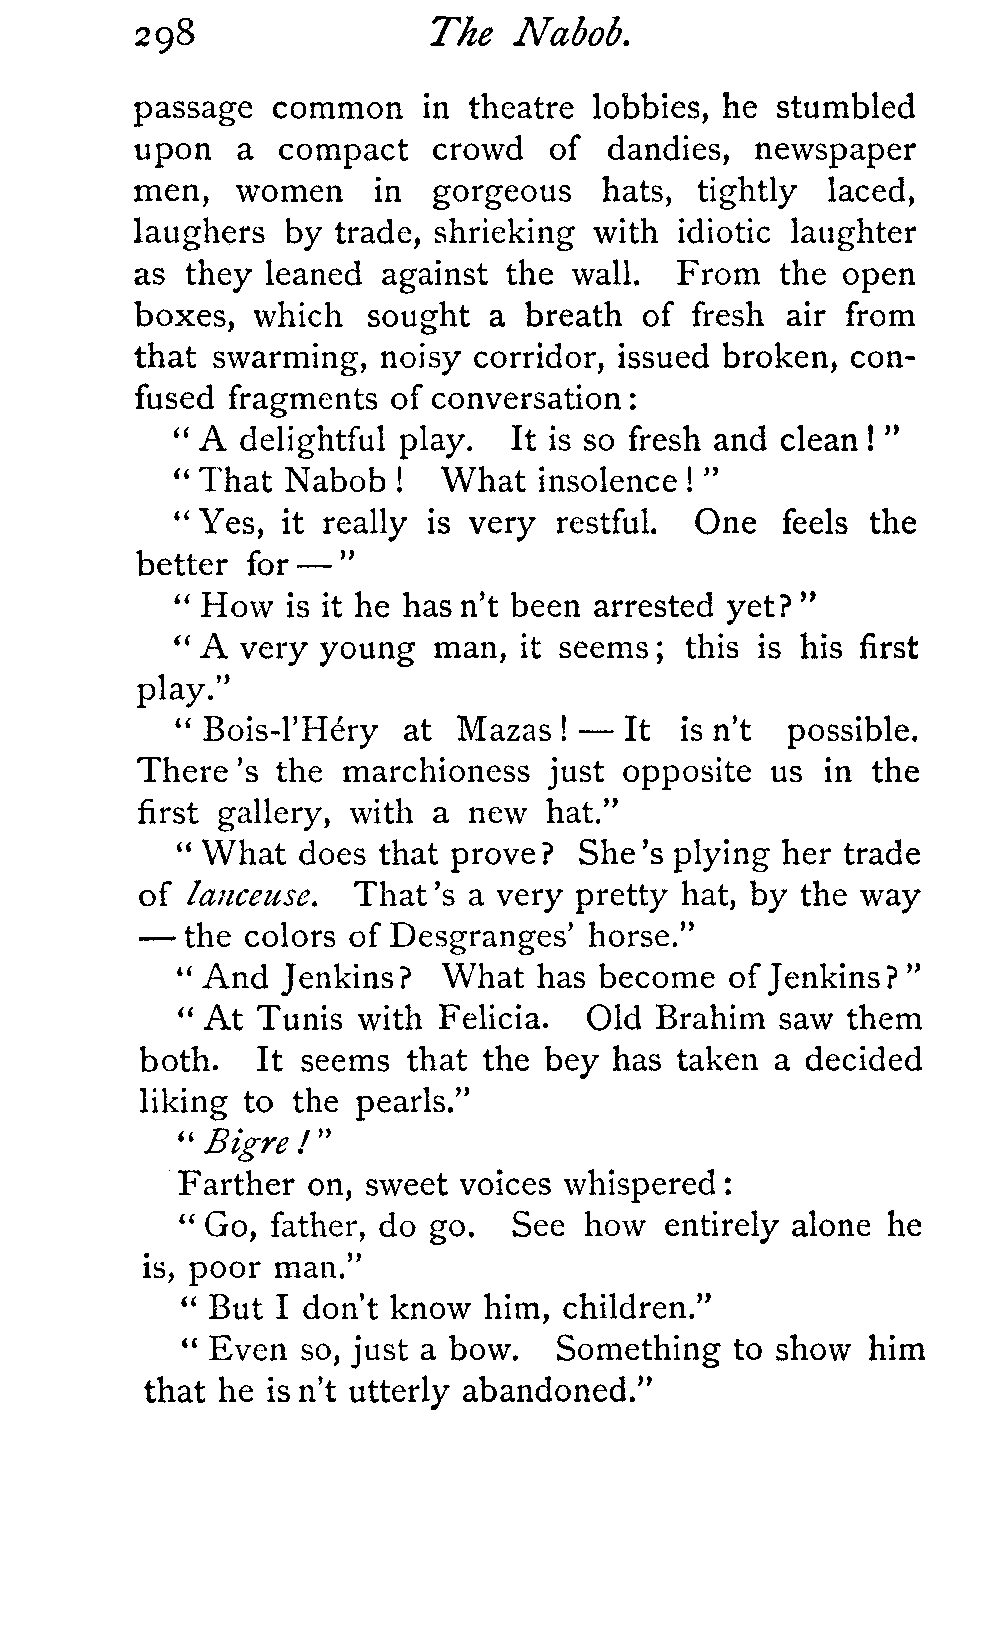 298 The Nabob.
passage common in theatre lobbies, he stumbled
upon a compact crowd of dandies, newspaper
men, women in gorgeous hats, tightly laced,
laughers by trade, shrieking with idiotic laughter
as they leaned against the wall. From the open
boxes, which sought a breath of fresh air from
that swarming, noisy corridor, issued broken, con-
fused fragments of conversation:
“A delightful play. It is so fresh and clean!”
“That Nabob! What insolence!”
“Yes, it really is very restful. One feels the
better for—”
“How is it he has n't been arrested yet?”
“A very young man, it seems; this is his first
play.”
“Bois-l'Héry at Mazas! — It is n't possible.
There 's the marchioness just opposite us in the
first gallery, with a new hat.”
“What does that prove? She 's plying her trade
of lanceuse. That 's a very pretty hat, by the way
— the colors of Desgranges' horse.”
“And Jenkins? What has become of Jenkins?”
“At Tunis with Felicia. Old Brahim saw them
both. It seems that the bey has taken a decided
liking to the pearls.”
“Bigre!”
Farther on, sweet voices whispered:
“Go, father, do go. See how entirely alone he
is, poor man.”
“But I don't know him, children.”
“Even so, just a bow. Something to show him
that he is n't utterly abandoned.”